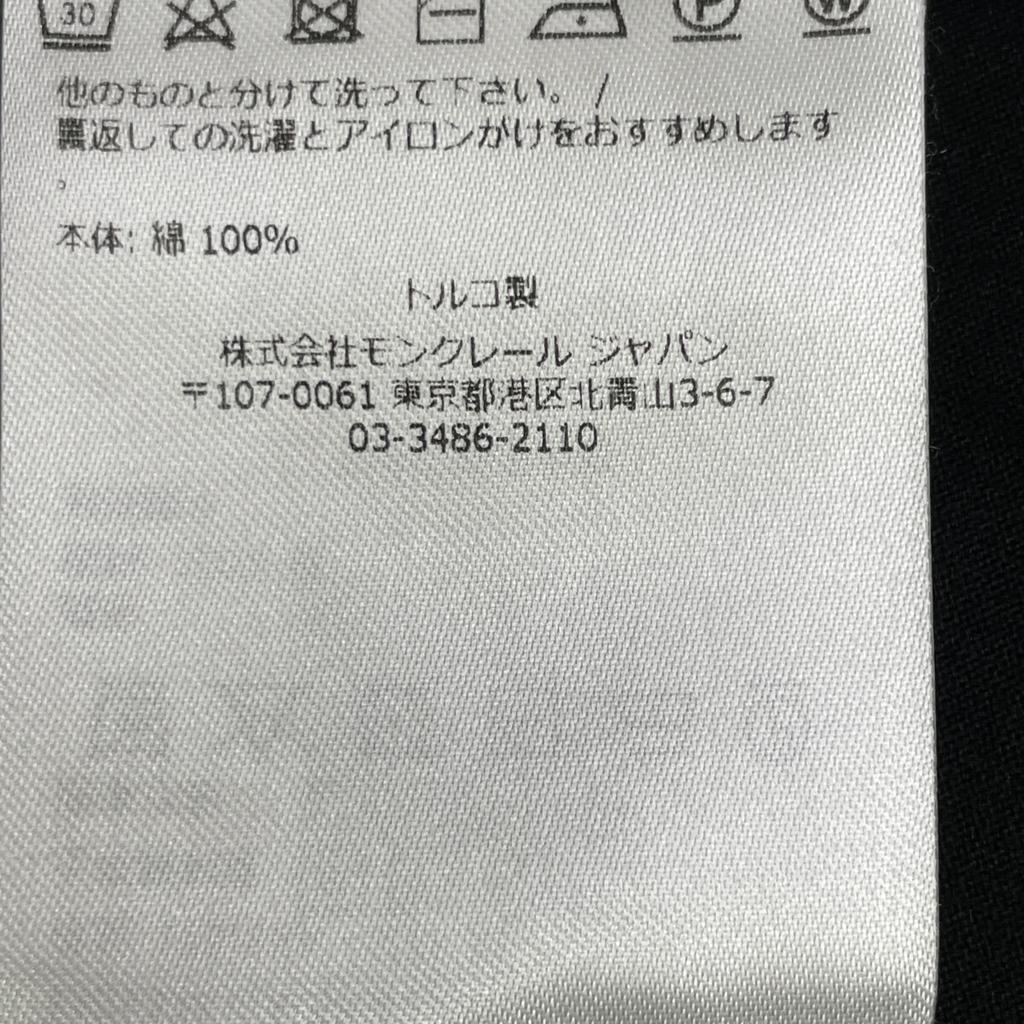 30
P
W
他のものと分けて洗って下さい。 /
裏返しての洗濯とアイロンがけをおすすめします
。
本体: 綿 100%
トルコ製
株式会社モンクレール ジャパン
〒107-0061 東京都港区北青山3-6-7
03-3486-2110